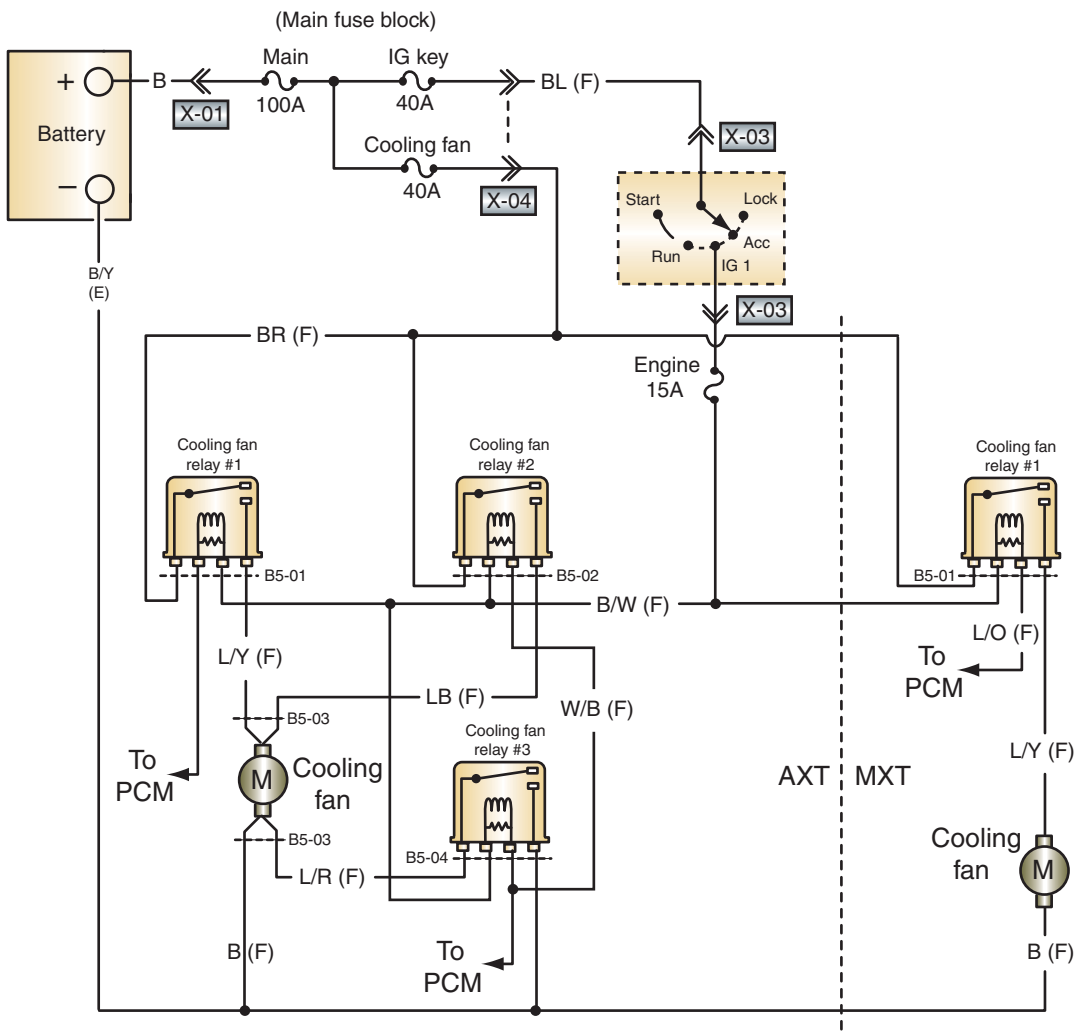 (Main fuse block)
Main
IG key
+
B
BL (F)
100A
40A
X-01
Battery
X-03
Cooling fan
40A
X-04
−
Start
Lock
Run
Acc
IG 1
B/Y
(E)
X-03
BR (F)
Engine
15A
Cooling fan
relay #1
Cooling fan
relay #2
Cooling fan
relay #1
B5-01
B5-02
B5-01
B/W (F)
L/O (F)
To
PCM
L/Y (F)
LB (F)
W/B (F)
B5-03
Cooling fan
relay #3
L/Y (F)
To
PCM
M
Cooling
fan
AXT
MXT
B5-03
Cooling
fan
M
B5-04
L/R (F)
B (F)
To
PCM
B (F)